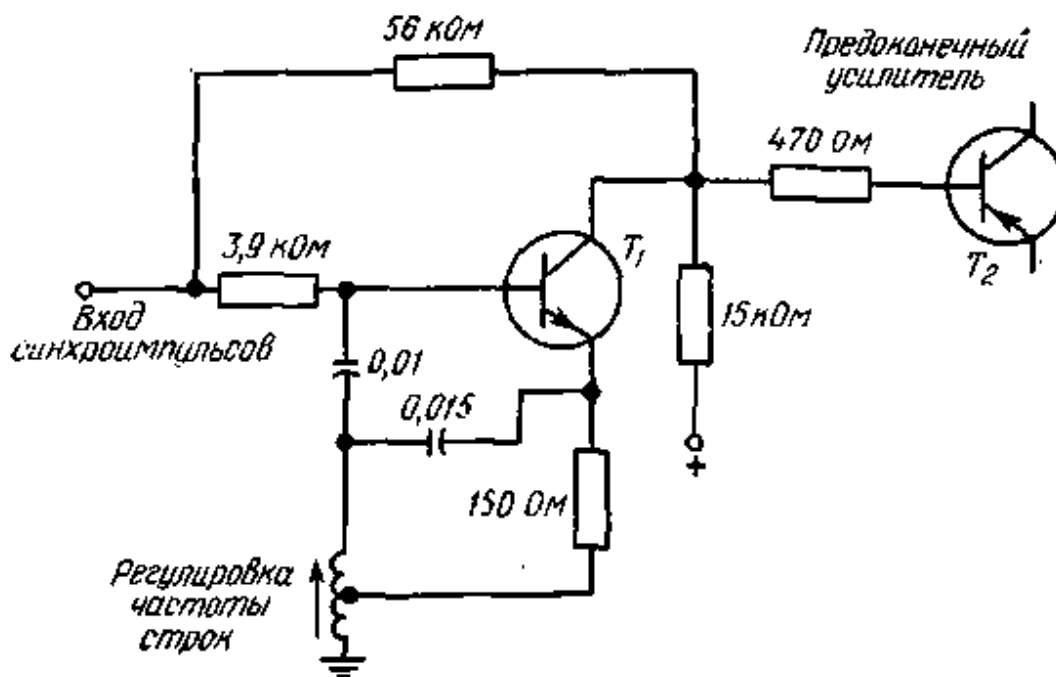 56 кОм
Предоконечный
усилитель
470 Ом
3,9 кОм
T₁
T₂
Вход
синхроимпульсов
15 кОм
0,01
0,015
+
150 Ом
Регулировка
частоты
строк